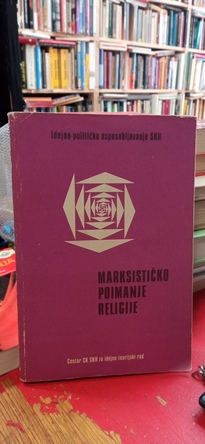 Idejno-političko osposobljavanje SKH
MARKSISTIČKO
POIMANJE
RELIGIJE
Centar CK SKH za idejno teorijski rad